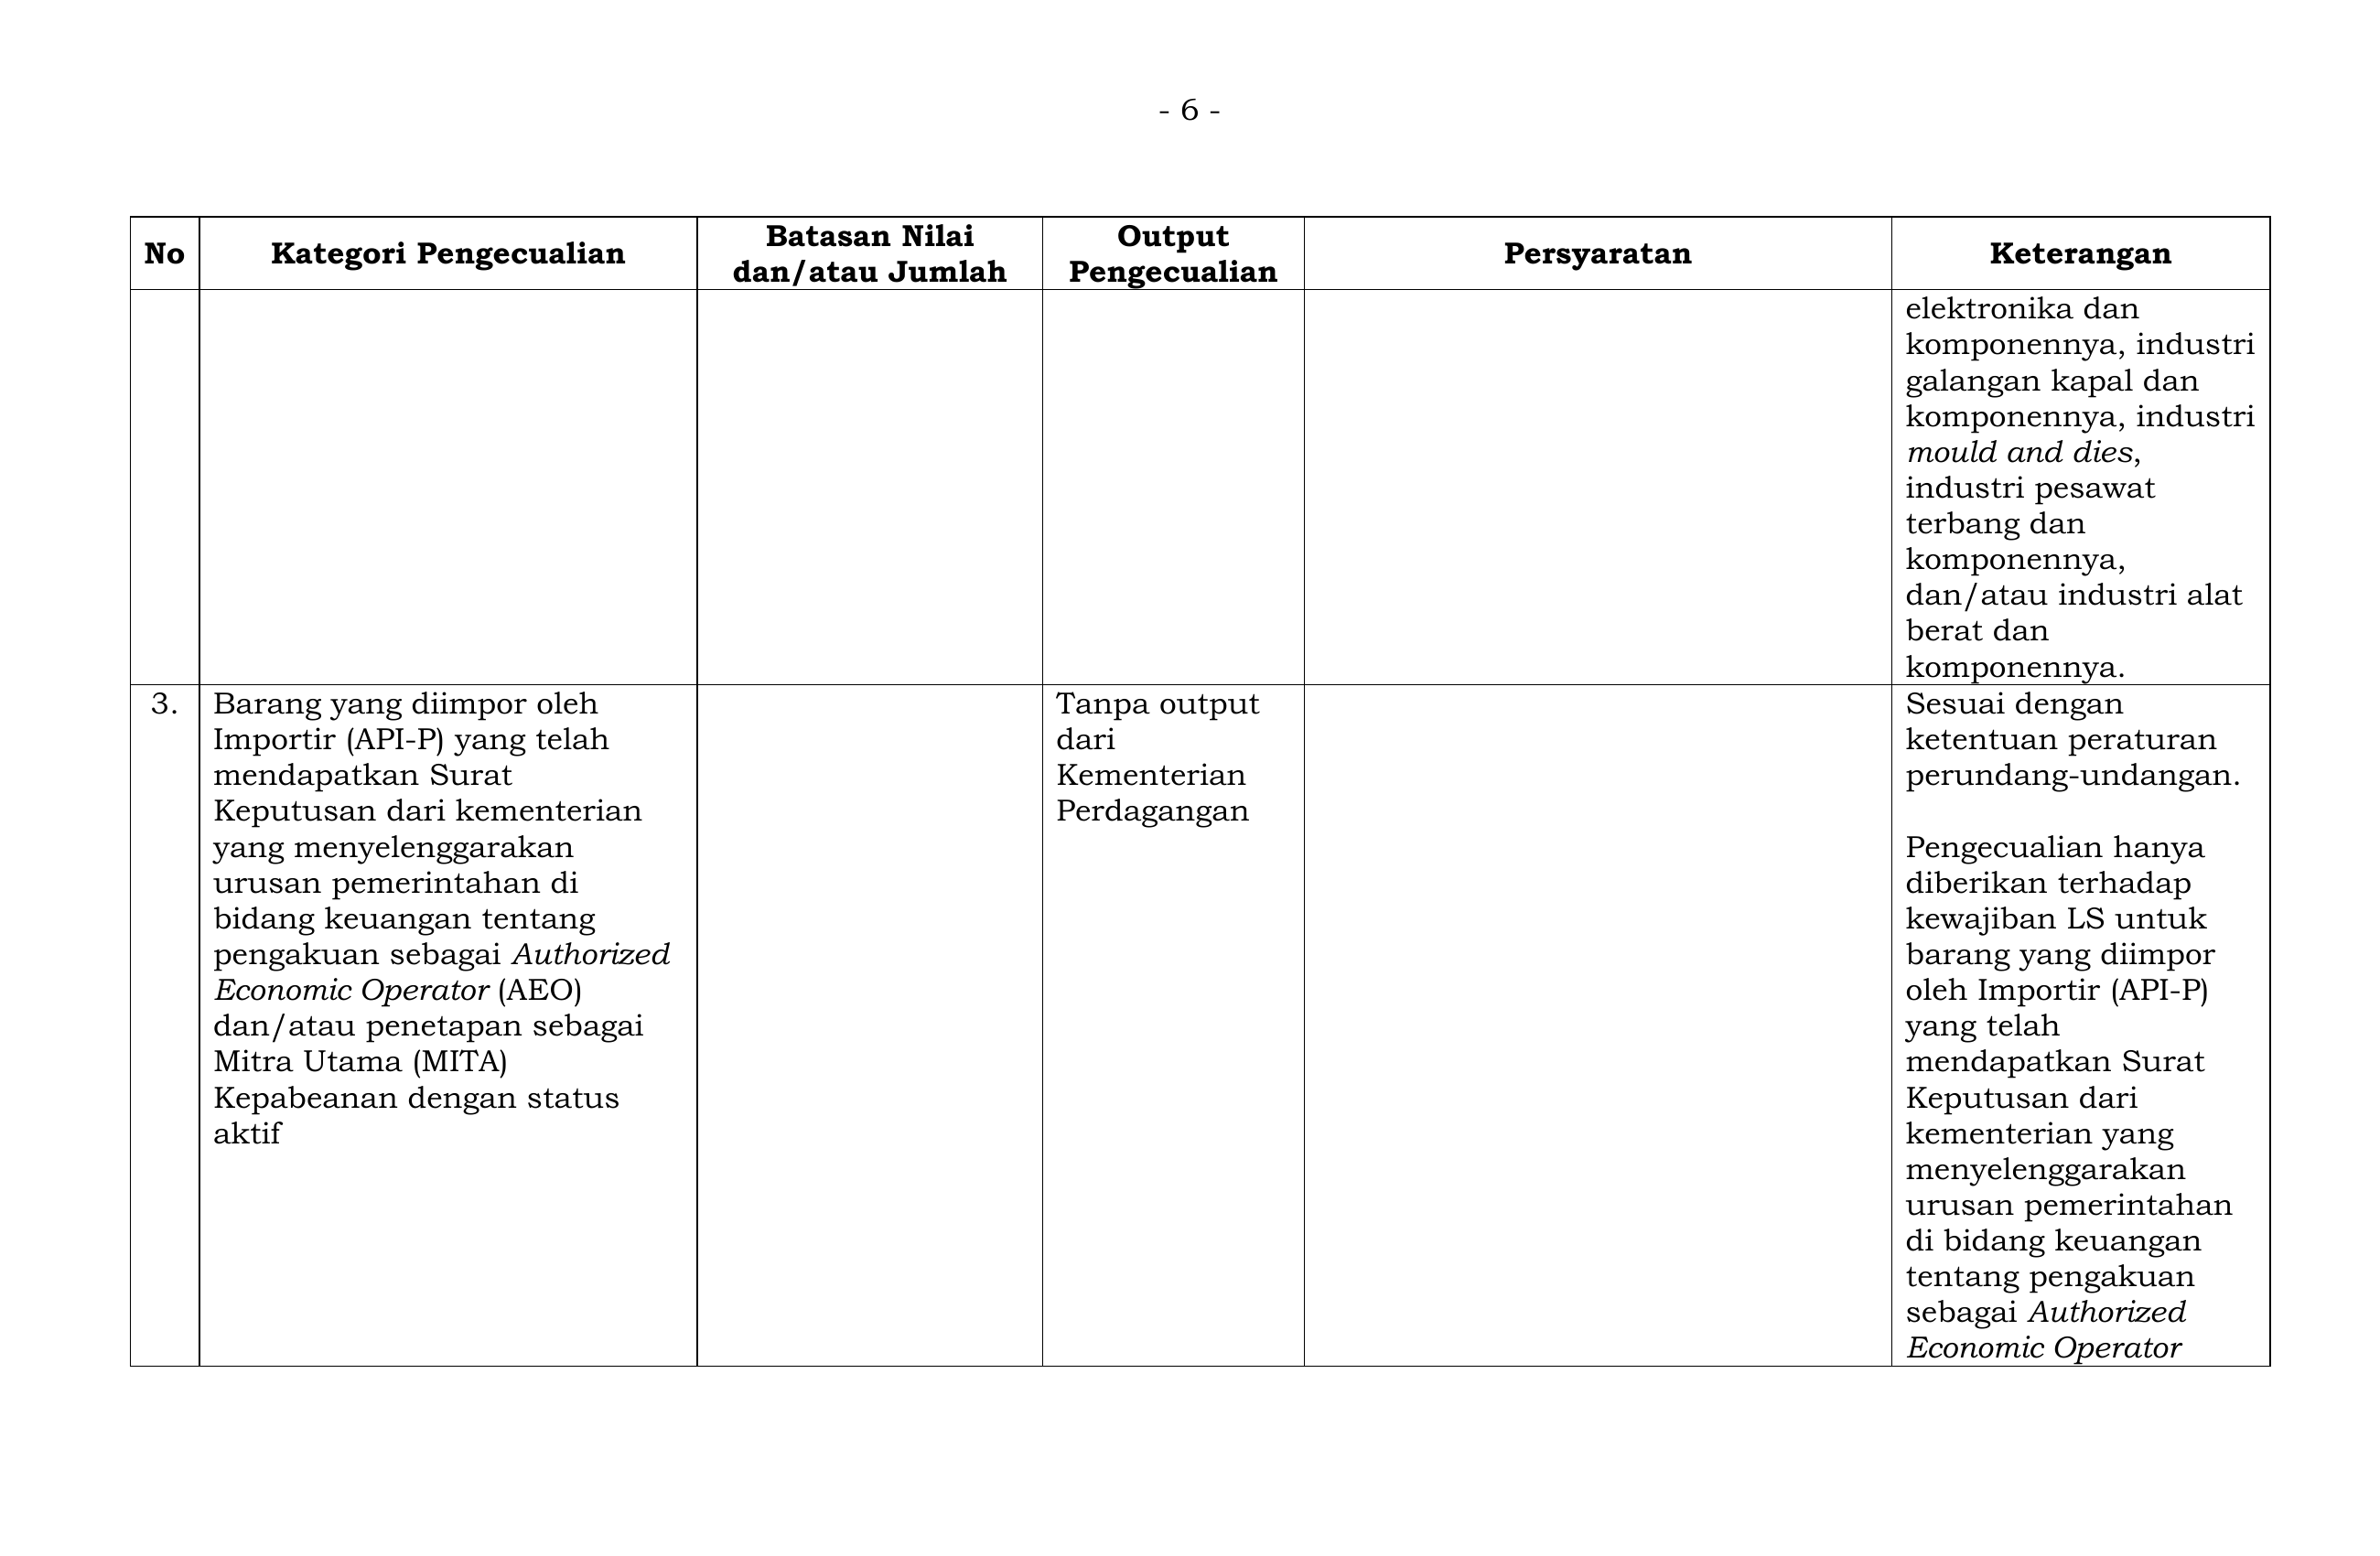 - 6 -
No
Kategori Pengecualian
Batasan Nilai
dan/atau Jumlah
Output
Pengecualian
Persyaratan
Keterangan
elektronika dan
komponennya, industri
galangan kapal dan
komponennya, industri
mould and dies,
industri pesawat
terbang dan
komponennya,
dan/atau industri alat
berat dan
komponennya.
3.
Barang yang diimpor oleh
Importir (API-P) yang telah
mendapatkan Surat
Keputusan dari kementerian
yang menyelenggarakan
urusan pemerintahan di
bidang keuangan tentang
pengakuan sebagai Authorized
Economic Operator (AEO)
dan/atau penetapan sebagai
Mitra Utama (MITA)
Kepabeanan dengan status
aktif
Tanpa output
dari
Kementerian
Perdagangan
Sesuai dengan
ketentuan peraturan
perundang-undangan.
Pengecualian hanya
diberikan terhadap
kewajiban LS untuk
barang yang diimpor
oleh Importir (API-P)
yang telah
mendapatkan Surat
Keputusan dari
kementerian yang
menyelenggarakan
urusan pemerintahan
di bidang keuangan
tentang pengakuan
sebagai Authorized
Economic Operator